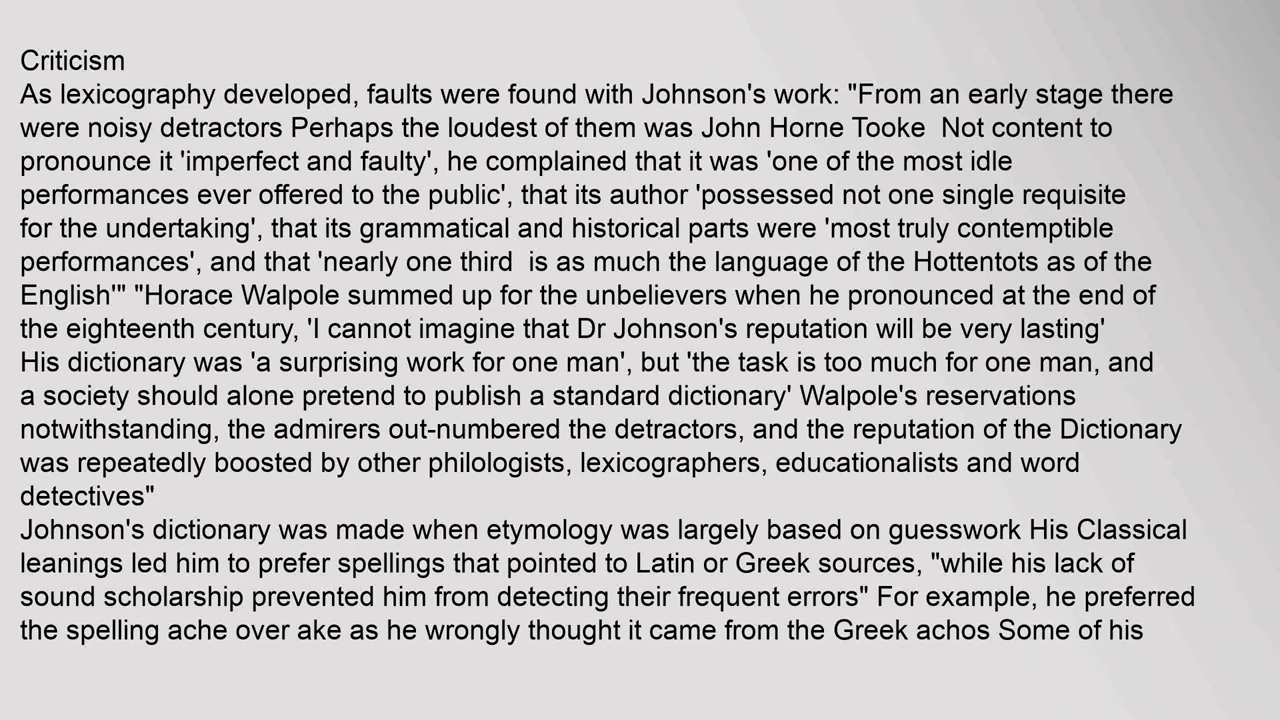 Criticism
As lexicography developed, faults were found with Johnson's work: "From an early stage there
were noisy detractors Perhaps the loudest of them was John Horne Tooke  Not content to
pronounce it 'imperfect and faulty', he complained that it was 'one of the most idle
performances ever offered to the public', that its author 'possessed not one single requisite
for the undertaking', that its grammatical and historical parts were 'most truly contemptible
performances', and that 'nearly one third  is as much the language of the Hottentots as of the
English'" "Horace Walpole summed up for the unbelievers when he pronounced at the end of
the eighteenth century, 'I cannot imagine that Dr Johnson's reputation will be very lasting'
His dictionary was 'a surprising work for one man', but 'the task is too much for one man, and
a society should alone pretend to publish a standard dictionary' Walpole's reservations
notwithstanding, the admirers out-numbered the detractors, and the reputation of the Dictionary
was repeatedly boosted by other philologists, lexicographers, educationalists and word
detectives"
Johnson's dictionary was made when etymology was largely based on guesswork His Classical
leanings led him to prefer spellings that pointed to Latin or Greek sources, "while his lack of
sound scholarship prevented him from detecting their frequent errors" For example, he preferred
the spelling ache over ake as he wrongly thought it came from the Greek achos Some of his